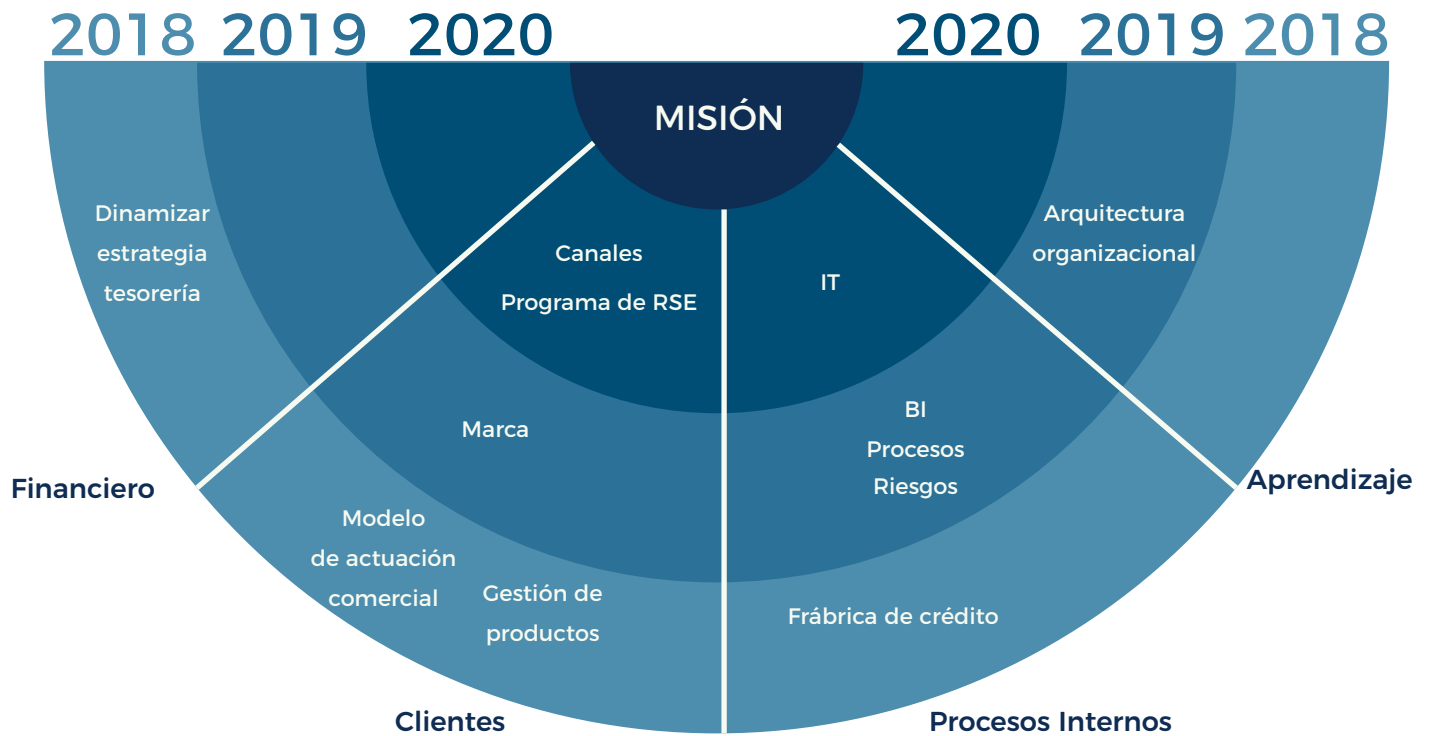 2018 2019 2020 2020 2019 2018
MISIÓN
Dinamizar
estrategia
tesorería
Canales
Programa de RSE
IT
Arquitectura
organizacional
Marca
BI
Procesos
Riesgos
Financiero
Aprendizaje
Modelo
de actuación
comercial
Gestión de
productos
Frábrica de crédito
Clientes
Procesos Internos